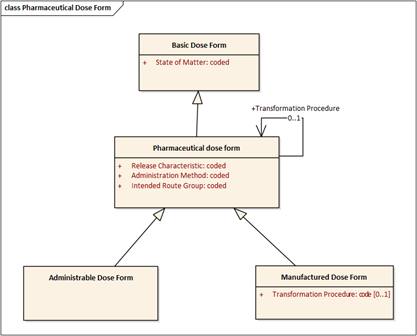 class Pharmaceutical Dose Form
Basic Dose Form
+ State of Matter: coded
+Transformation Procedure
0..1
Pharmaceutical dose form
+ Release Characteristic: coded
+ Administration Method: coded
+ Intended Route Group: coded
Administrable Dose Form
Manufactured Dose Form
+ Transformation Procedure: code [0..1]